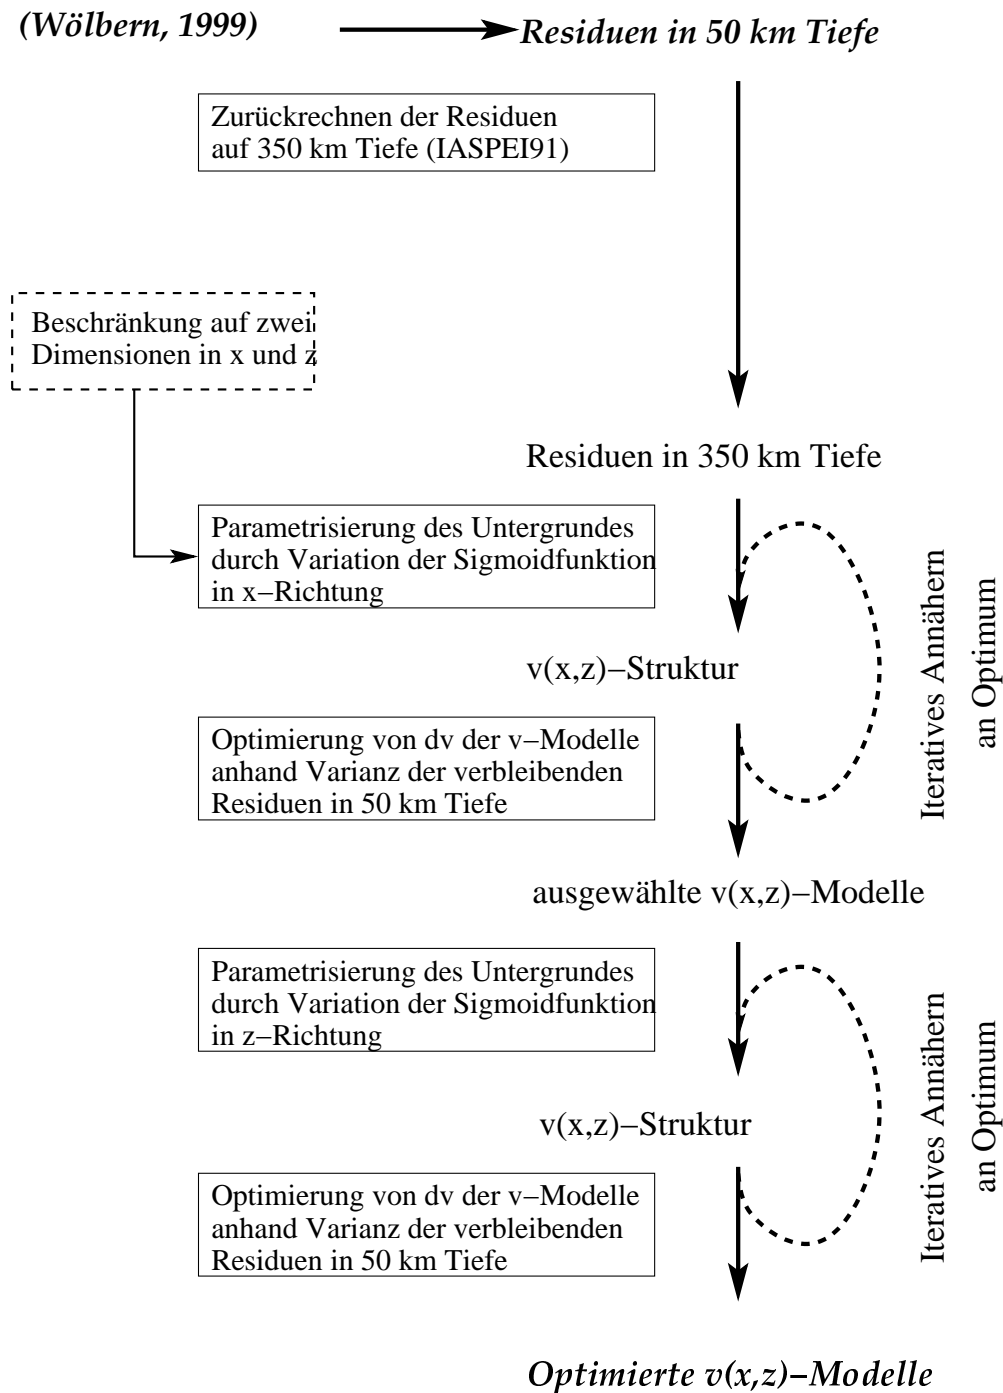 (Wölbern, 1999)
Residuen in 50 km Tiefe
Zurückrechnen der Residuen
auf 350 km Tiefe (IASPEI91)
Beschränkung auf zwei
Dimensionen in x und z
Residuen in 350 km Tiefe
Parametrisierung des Untergrundes
durch Variation der Sigmoidfunktion
in x−Richtung
Iteratives Annähern
an Optimum
v(x,z)−Struktur
Optimierung von dv der v−Modelle
anhand Varianz der verbleibenden
Residuen in 50 km Tiefe
ausgewählte v(x,z)−Modelle
Parametrisierung des Untergrundes
durch Variation der Sigmoidfunktion
in z−Richtung
Iteratives Annähern
an Optimum
v(x,z)−Struktur
Optimierung von dv der v−Modelle
anhand Varianz der verbleibenden
Residuen in 50 km Tiefe
Optimierte v(x,z)−Modelle